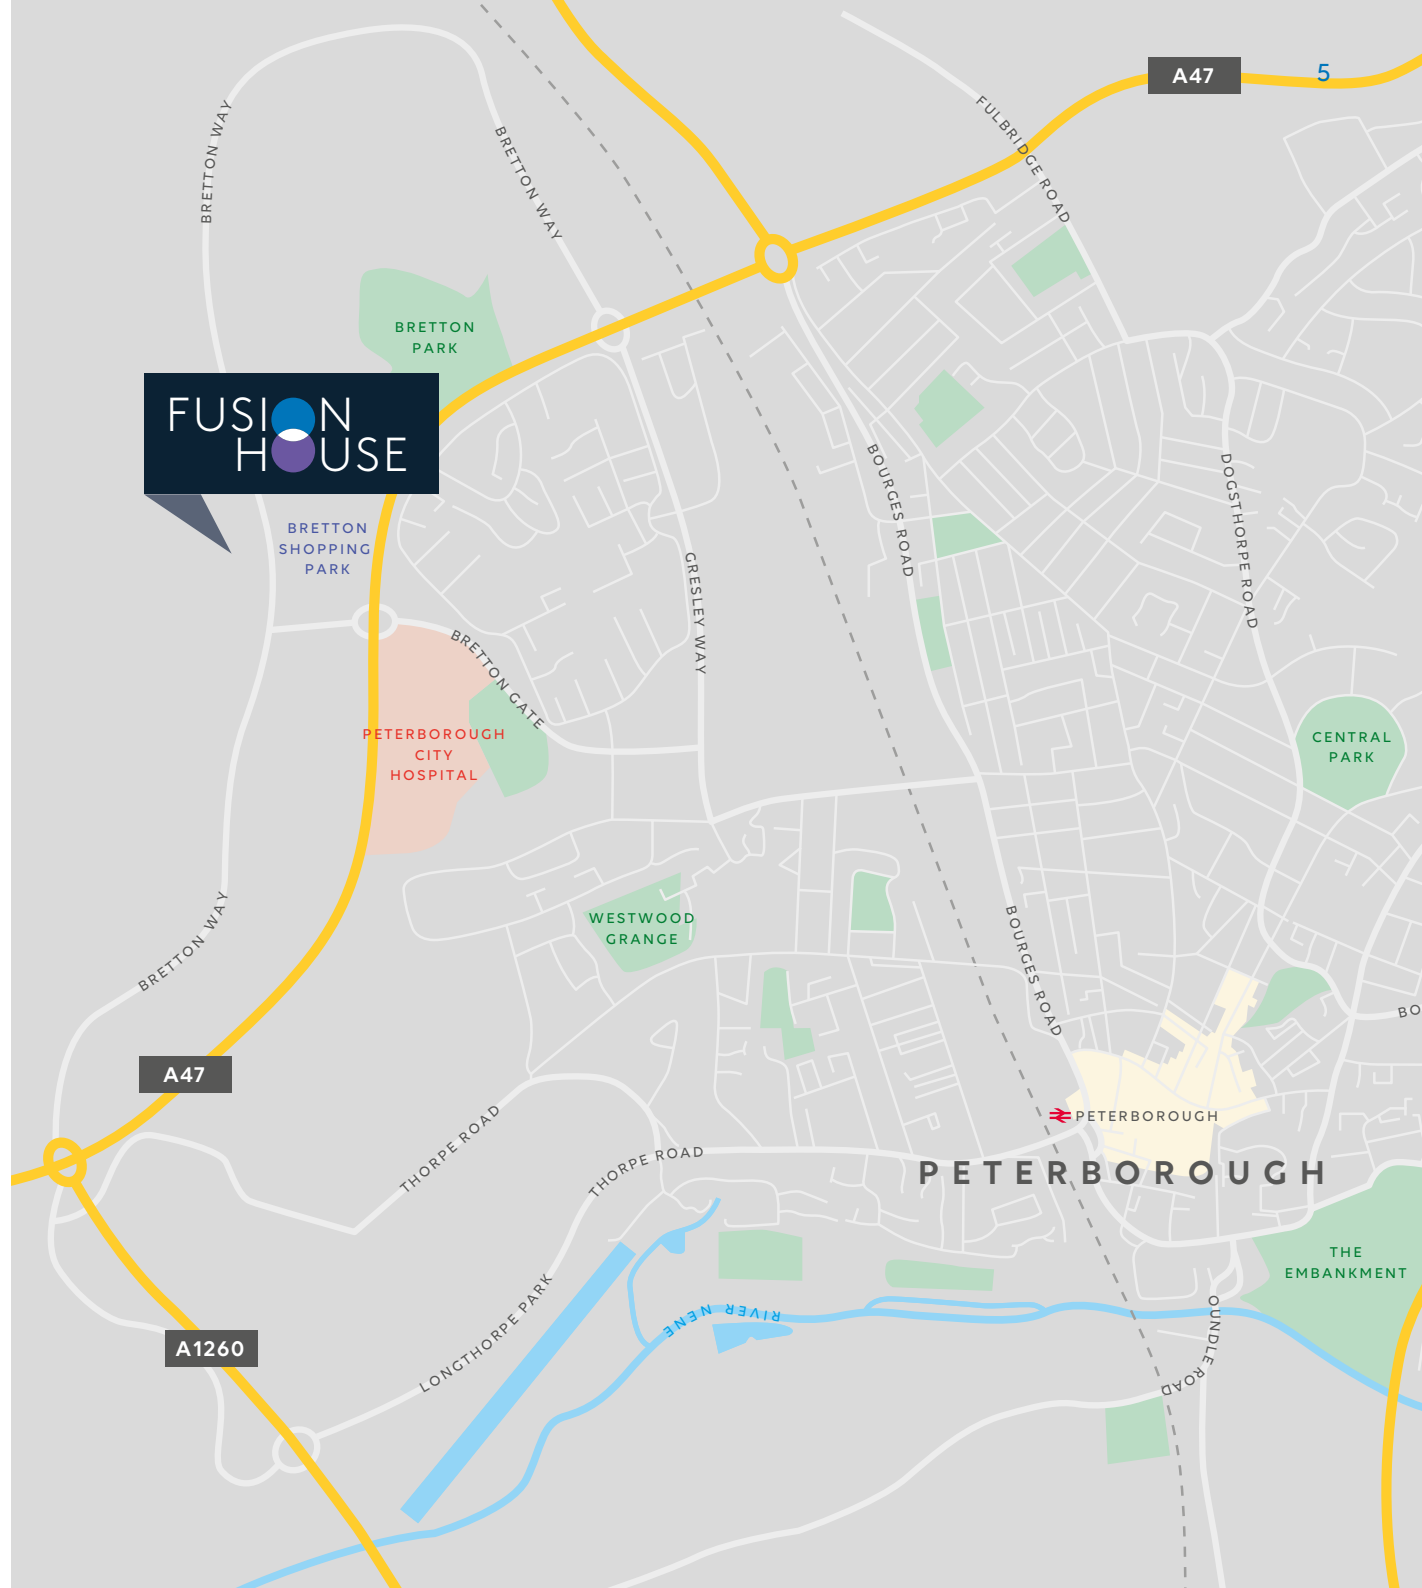 A47
5
FULBRIDGE ROAD
BRETTON WAY
BRETTON WAY
BRETTON
PARK
FUSION
HOUSE
BRETTON
SHOPPING
PARK
BOURGES ROAD
DOGSTHORPE ROAD
GRESLEY WAY
BRETTON GATE
PETERBOROUGH
CITY
HOSPITAL
CENTRAL
PARK
WESTWOOD
GRANGE
BRETTON WAY
BOURGES ROAD
BO
A47
THORPE ROAD
THORPE ROAD
PETERBOROUGH
PETERBOROUGH
THE
EMBANKMENT
RIVER NENE
LONGTHORPE PARK
OUNDLE ROAD
A1260